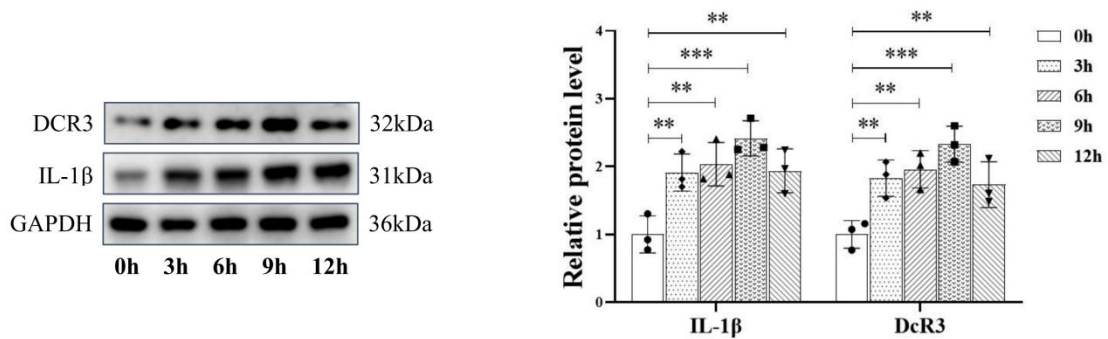 DCR3 32kDa
IL-1β 31kDa
GAPDH 36kDa
0h 3h 6h 9h 12h
Relative protein level
4
3
2
1
0
** **
*** ***
** **
** **
IL-1β DcR3
0h
3h
6h
9h
12h